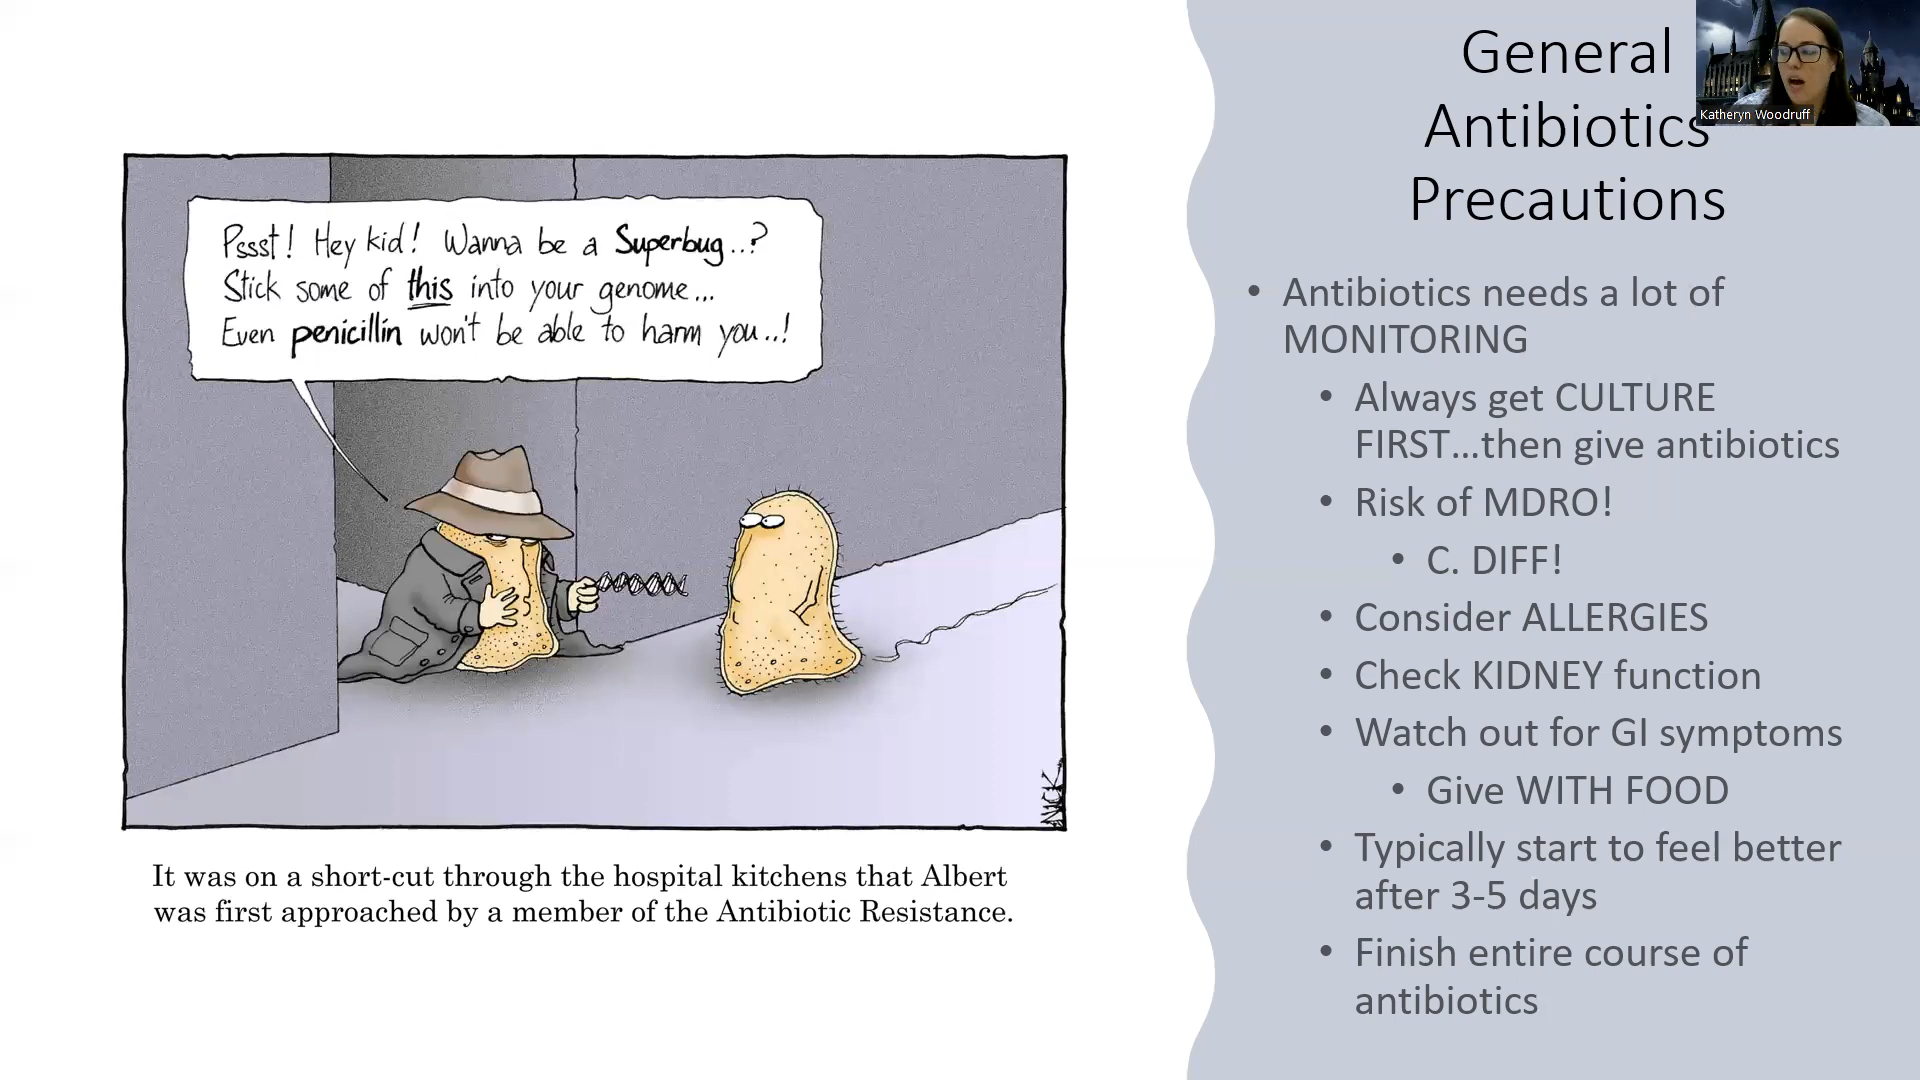 Pssst! Hey kid! Wanna be a Superbug..?
Stick some of this into your genome...
Even penicillin won't be able to harm you..!
NICK
It was on a short-cut through the hospital kitchens that Albert
was first approached by a member of the Antibiotic Resistance.
General
Antibiotics
Precautions
Katheryn Woodruff
• Antibiotics needs a lot of
MONITORING
• Always get CULTURE
FIRST...then give antibiotics
• Risk of MDRO!
• C. DIFF!
• Consider ALLERGIES
• Check KIDNEY function
• Watch out for GI symptoms
• Give WITH FOOD
• Typically start to feel better
after 3-5 days
• Finish entire course of
antibiotics